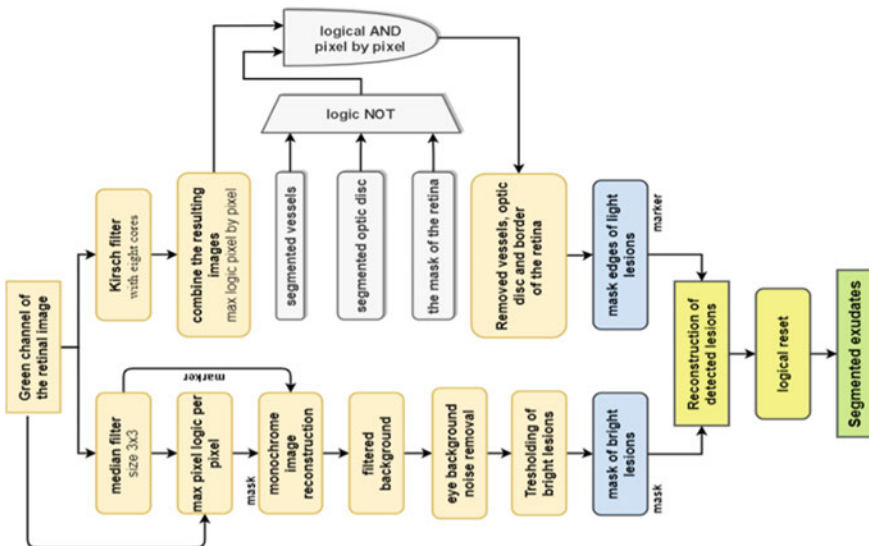 Green channel of
the retinal image
Kirsch filter
with eight cores
combine the resulting
images
max logic pixel by pixel
logical AND
pixel by pixel
logic NOT
segmented vessels
segmented optic disc
the mask of the retina
Removed vessels, optic
disc and border
of the retina
mask edges of light
lesions
marker
median filter
size 3x3
marker
max pixel logic per
pixel
mask
monochrome
image
reconstruction
filtered
background
eye background
noise removal
Tresholding of
bright lesions
mask of bright
lesions
mask
Reconstruction of
detected lesions
logical reset
Segmented exudates